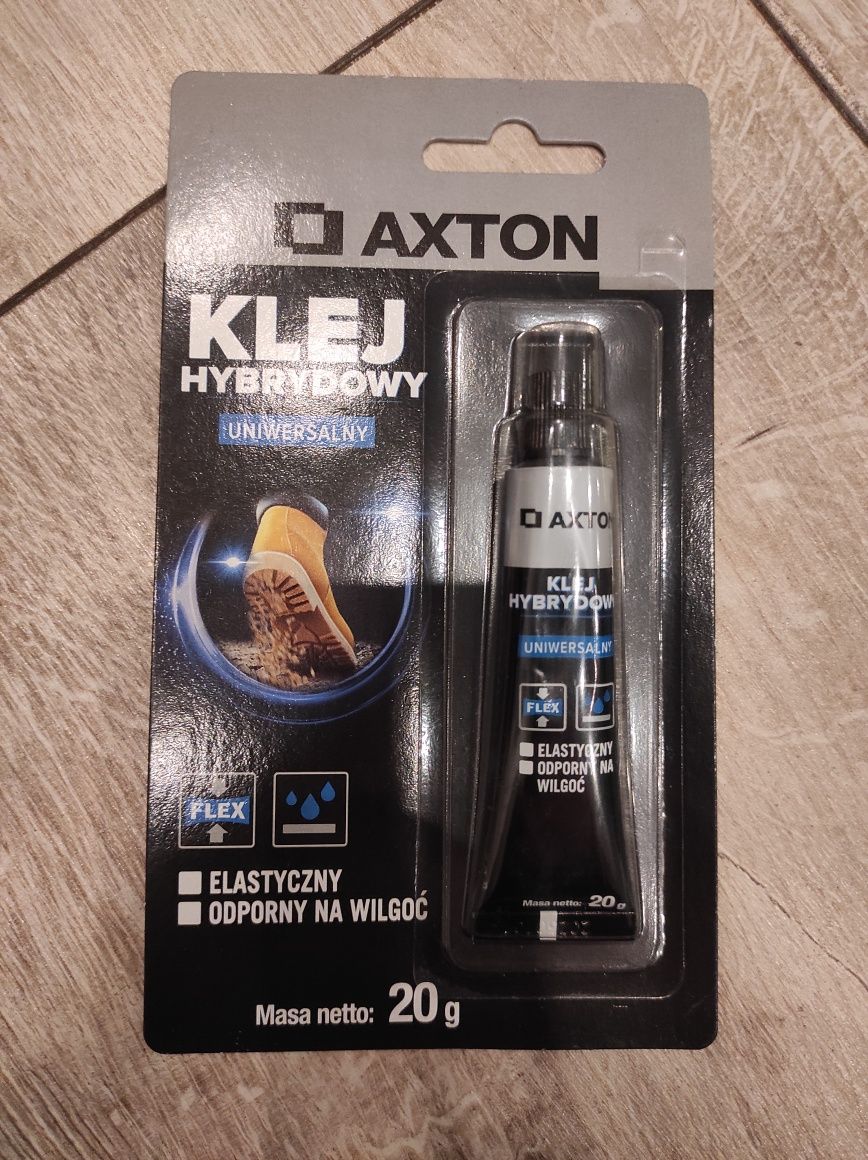 AXTON
KLEJ
HYBRYDOWY
UNIWERSALNY
FLEX
ELASTYCZNY
ODPORNY NA WILGOĆ
Masa netto: 20 g
AXTON
KLEJ
HYBRYDOWY
UNIWERSALNY
FLEX
ELASTYCZNY
ODPORNY NA
WILGOĆ
Masa netto: 20 g